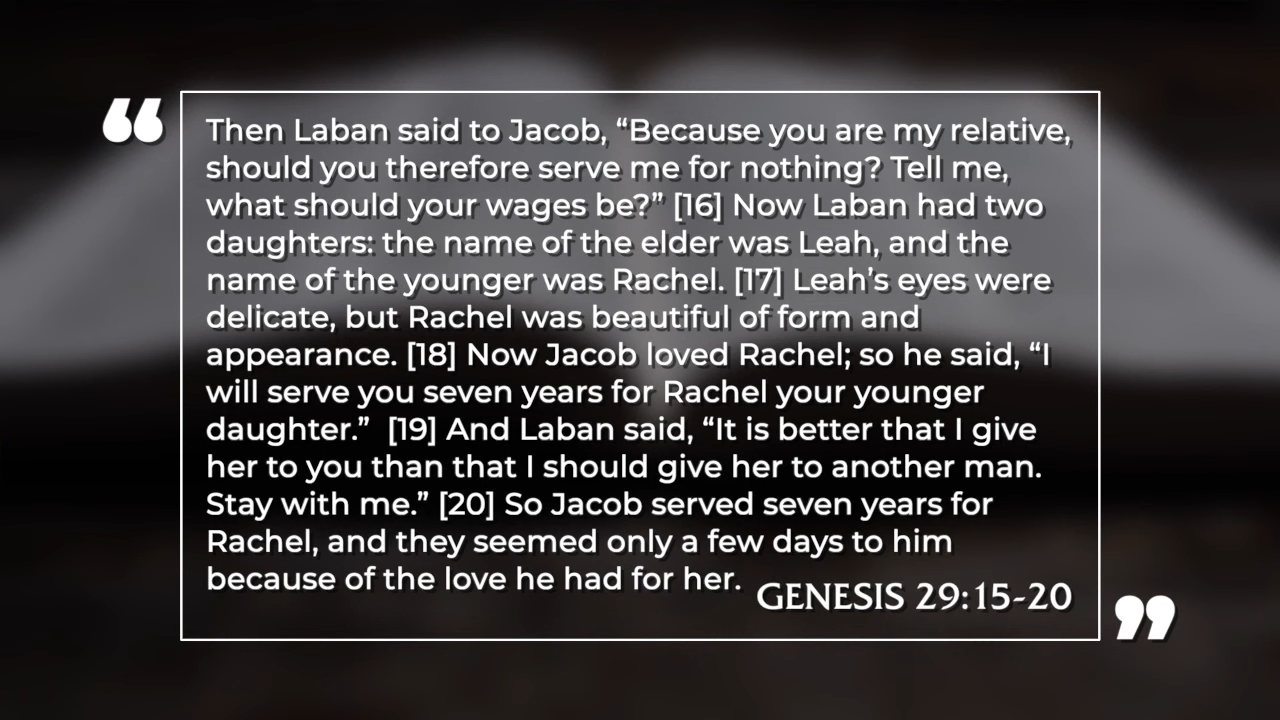 Then Laban said to Jacob, “Because you are my relative,
should you therefore serve me for nothing? Tell me,
what should your wages be?” [16] Now Laban had two
daughters: the name of the elder was Leah, and the
name of the younger was Rachel. [17] Leah’s eyes were
delicate, but Rachel was beautiful of form and
appearance. [18] Now Jacob loved Rachel; so he said, “I
will serve you seven years for Rachel your younger
daughter.”  [19] And Laban said, “It is better that I give
her to you than that I should give her to another man.
Stay with me.” [20] So Jacob served seven years for
Rachel, and they seemed only a few days to him
because of the love he had for her.
GENESIS 29:15-20